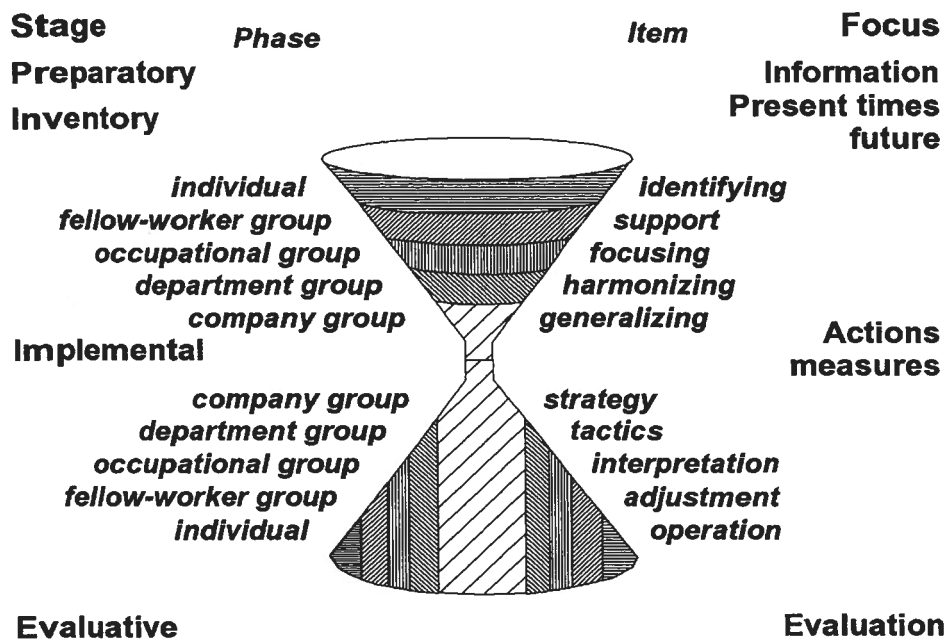 Stage Phase Item Focus
Preparatory Information
Inventory Present times
future
individual identifying
fellow-worker group support
occupational group focusing
department group harmonizing
company group generalizing
Implemental Actions
measures
company group strategy
department group tactics
occupational group interpretation
fellow-worker group adjustment
individual operation
Evaluative Evaluation